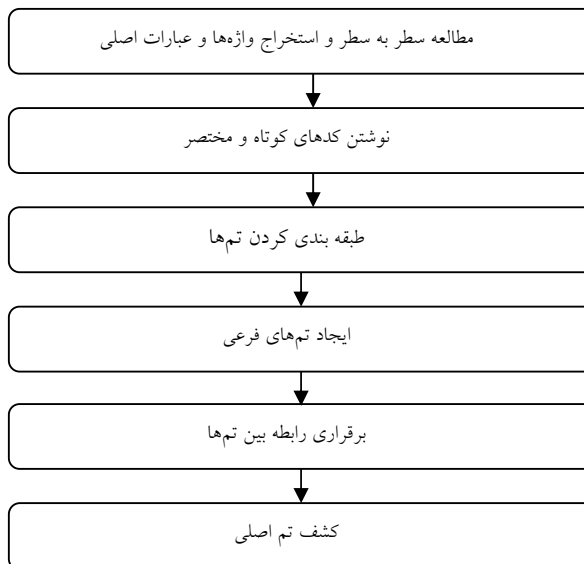 مطالعه سطر به سطر و استخراج واژه‌ها و عبارات اصلی
نوشتن کدهای کوتاه و مختصر
طبقه بندی کردن تم‌ها
ایجاد تم‌های فرعی
برقراری رابطه بین تم‌ها
کشف تم اصلی